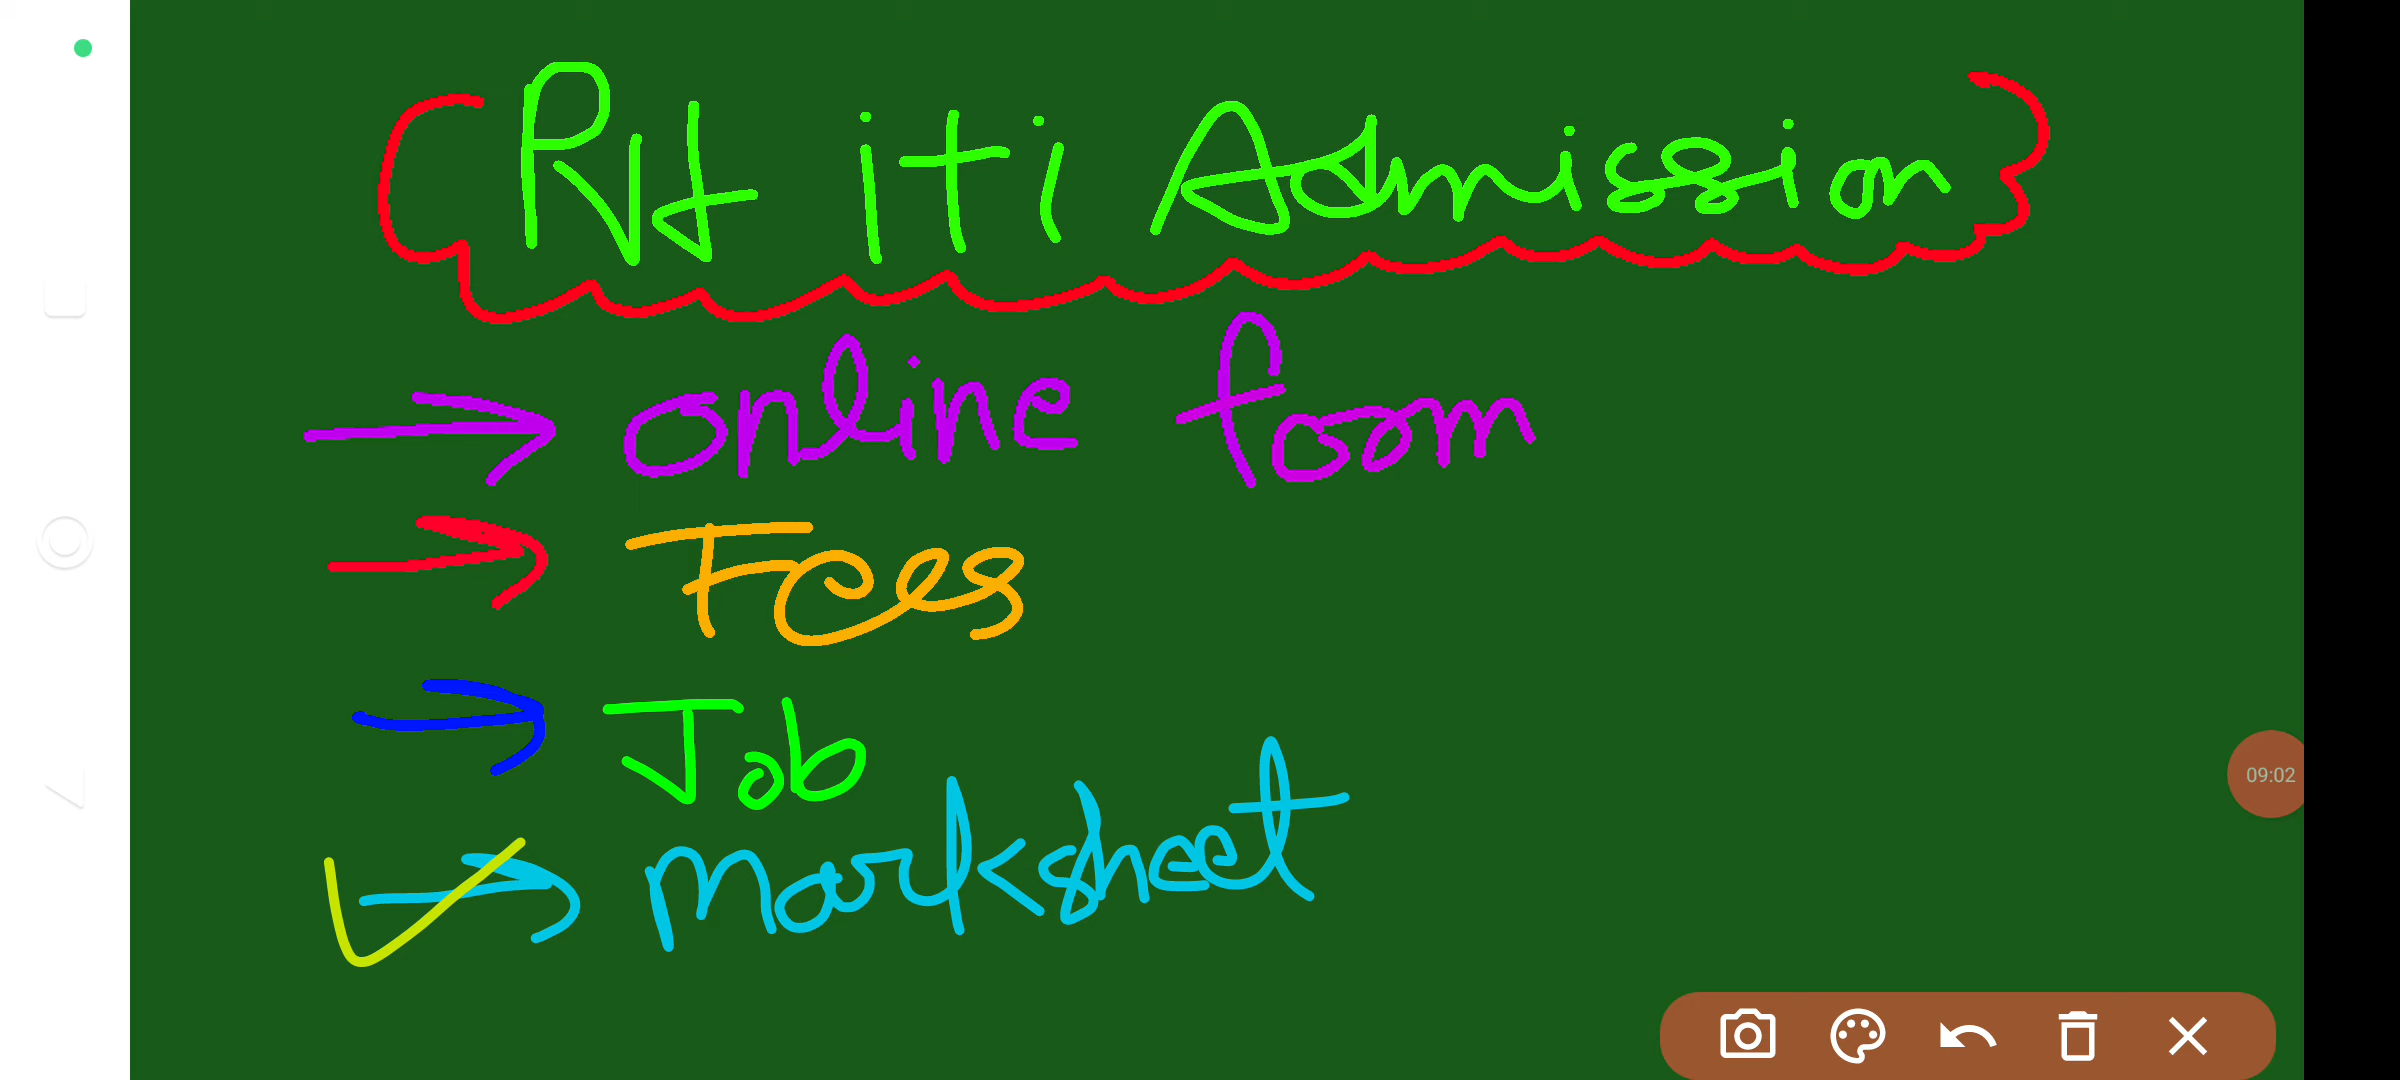 Pvt iti Admission
online form
Fees
Job
marksheet
09:02